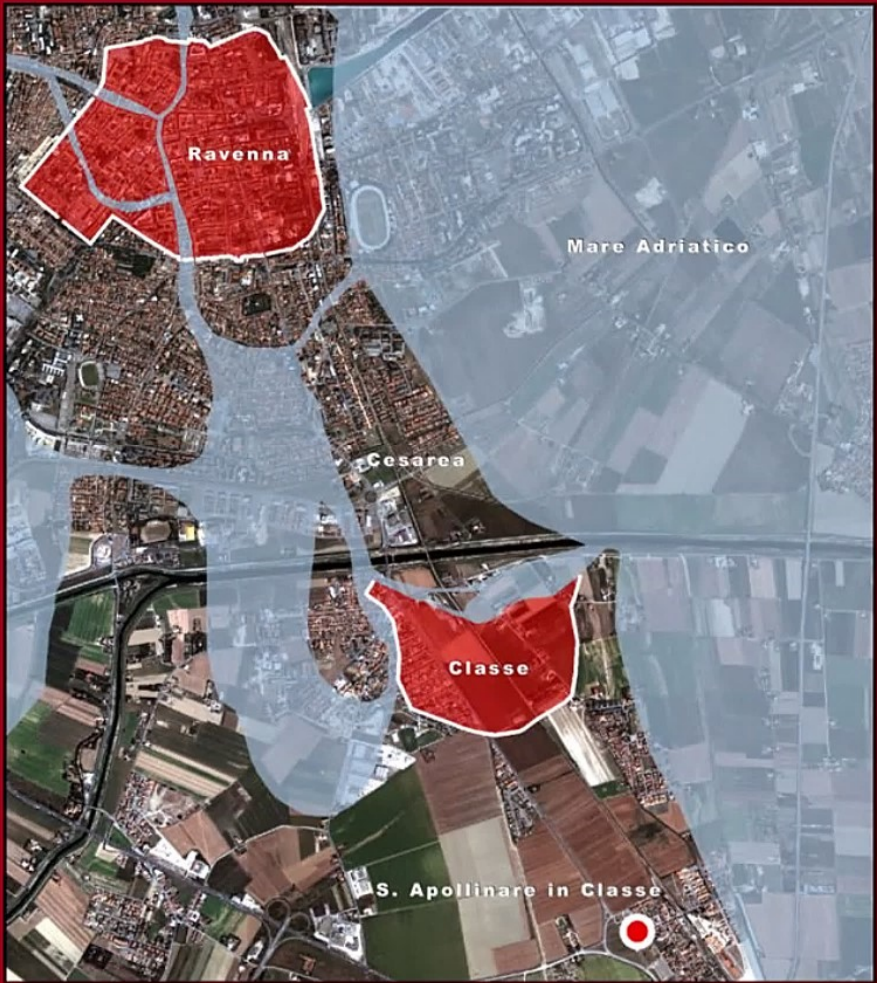 Ravenna
Mare Adriatico
Cesarea
Classe
S. Apollinare in Classe